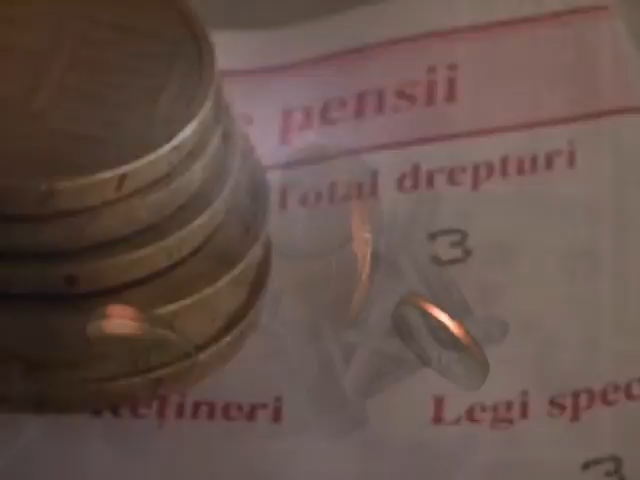 pensii
Total drepturi
3
Rețineri
Legi spec
3